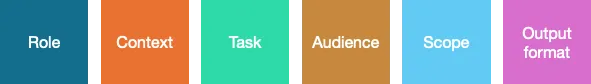 Role
Context
Task
Audience
Scope
Output
format